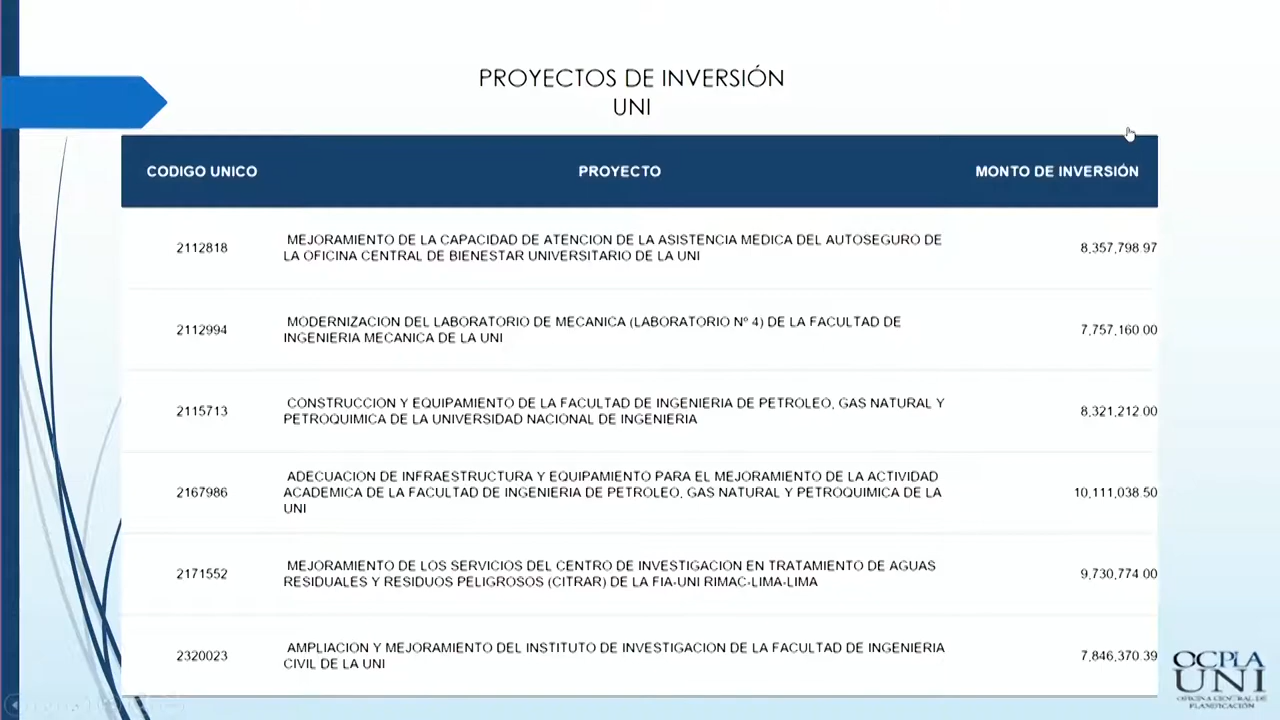 PROYECTOS DE INVERSIÓN
UNI
CODIGO UNICO PROYECTO MONTO DE INVERSIÓN
2112818 MEJORAMIENTO DE LA CAPACIDAD DE ATENCION DE LA ASISTENCIA MEDICA DEL AUTOSEGURO DE 8,357,798.97
LA OFICINA CENTRAL DE BIENESTAR UNIVERSITARIO DE LA UNI
2112994 MODERNIZACION DEL LABORATORIO DE MECANICA (LABORATORIO Nº 4) DE LA FACULTAD DE 7,757,160.00
INGENIERIA MECANICA DE LA UNI
2115713 CONSTRUCCION Y EQUIPAMIENTO DE LA FACULTAD DE INGENIERIA DE PETROLEO, GAS NATURAL Y 8,321,212.00
PETROQUIMICA DE LA UNIVERSIDAD NACIONAL DE INGENIERIA
ADECUACION DE INFRAESTRUCTURA Y EQUIPAMIENTO PARA EL MEJORAMIENTO DE LA ACTIVIDAD
2167986 ACADEMICA DE LA FACULTAD DE INGENIERIA DE PETROLEO, GAS NATURAL Y PETROQUIMICA DE LA 10,111,038.50
UNI
2171552 MEJORAMIENTO DE LOS SERVICIOS DEL CENTRO DE INVESTIGACION EN TRATAMIENTO DE AGUAS 9,730,774.00
RESIDUALES Y RESIDUOS PELIGROSOS (CITRAR) DE LA FIA-UNI RIMAC-LIMA-LIMA
2320023 AMPLIACION Y MEJORAMIENTO DEL INSTITUTO DE INVESTIGACION DE LA FACULTAD DE INGENIERIA 7,846,370.39
CIVIL DE LA UNI
OCPLA
UNI
OFICINA CENTRAL DE
PLANIFICACIÓN